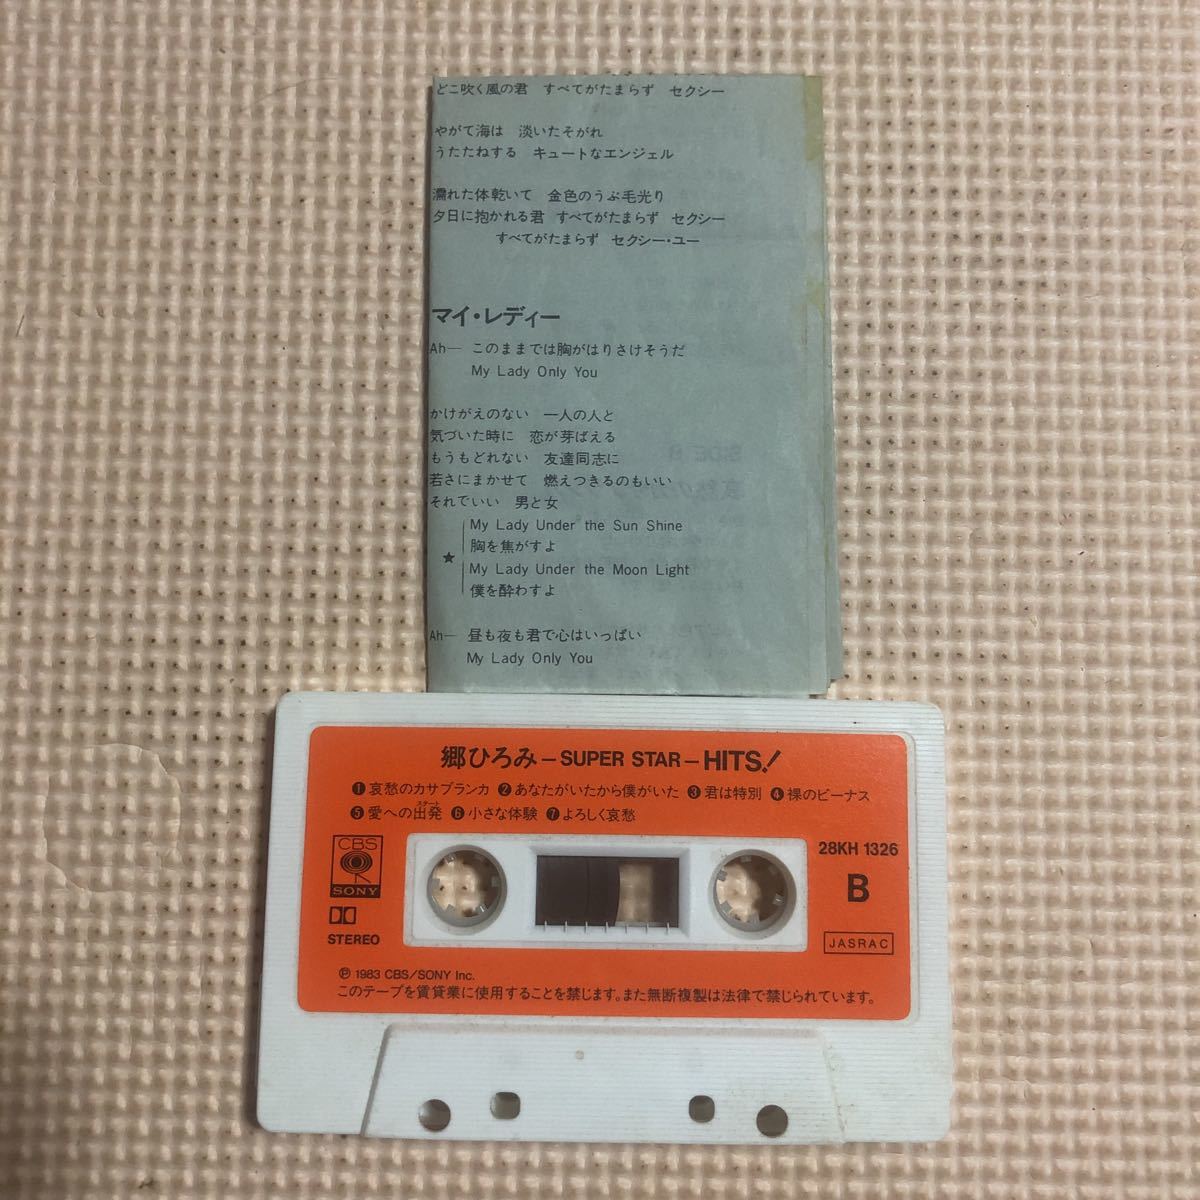 どこ吹く風の君　すべてがたまらず　セクシー
やがて海は　淡いたそがれ
うたたねする　キュートなエンジェル
濡れた体乾いて　金色のうぶ毛光り
夕日に抱かれる君　すべてがたまらず　セクシー
すべてがたまらず　セクシー・ユー
マイ・レディー
Ah― このままでは胸がはりさけそうだ
My Lady Only You
かけがえのない　一人の人と
気づいた時に　恋が芽ばえる
もうもどれない　友達同志に
若さにまかせて　燃えつきるのもいい
それでいい　男と女
My Lady Under the Sun Shine
胸を焦がすよ
★
My Lady Under the Moon Light
僕を酔わすよ
Ah― 昼も夜も君で心はいっぱい
My Lady Only You
郷ひろみ – SUPER STAR – HITS!
❶ 哀愁のカサブランカ ❷ あなたがいたから僕がいた ❸ 君は特別 ❹ 裸のビーナス
❺ 愛への出発 ❻ 小さな体験 ❼ よろしく哀愁
スタート
CBS
SONY
STEREO
28KH 1326
B
JASRAC
Ⓟ 1983 CBS/SONY Inc.
このテープを賃貸業に使用することを禁じます。また無断複製は法律で禁じられています。